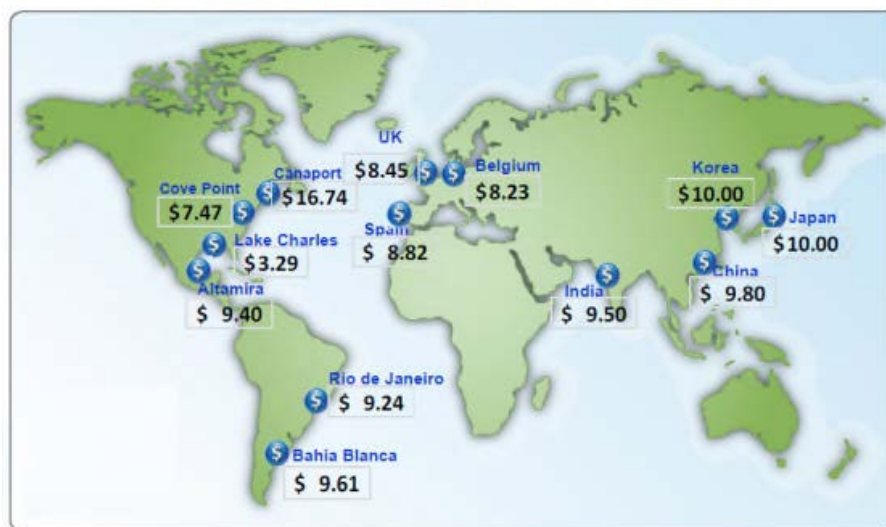 UK
$8.45
Belgium
$8.23
Korea
$10.00
Canaport
$16.74
Cove Point
$7.47
Spain
$ 8.82
Japan
$10.00
Lake Charles
$3.29
China
$ 9.80
Altamira
$ 9.40
India
$ 9.50
Rio de Janeiro
$ 9.24
Bahia Blanca
$ 9.61